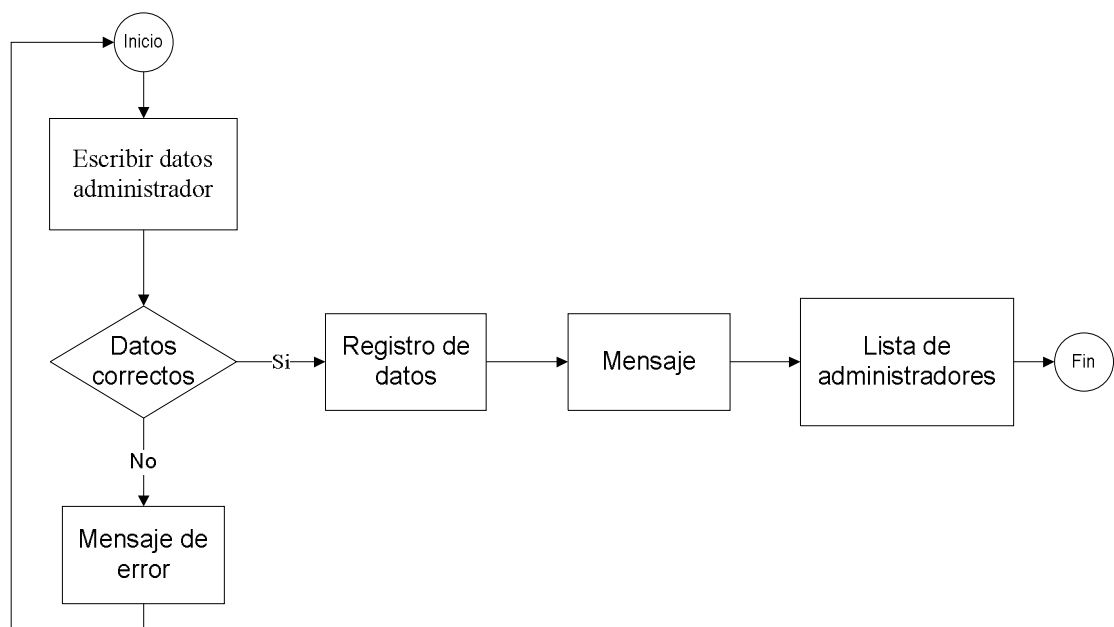 Inicio
Escribir datos
administrador
Datos
correctos
Si
Registro de
datos
Mensaje
Lista de
administradores
Fin
No
Mensaje de
error